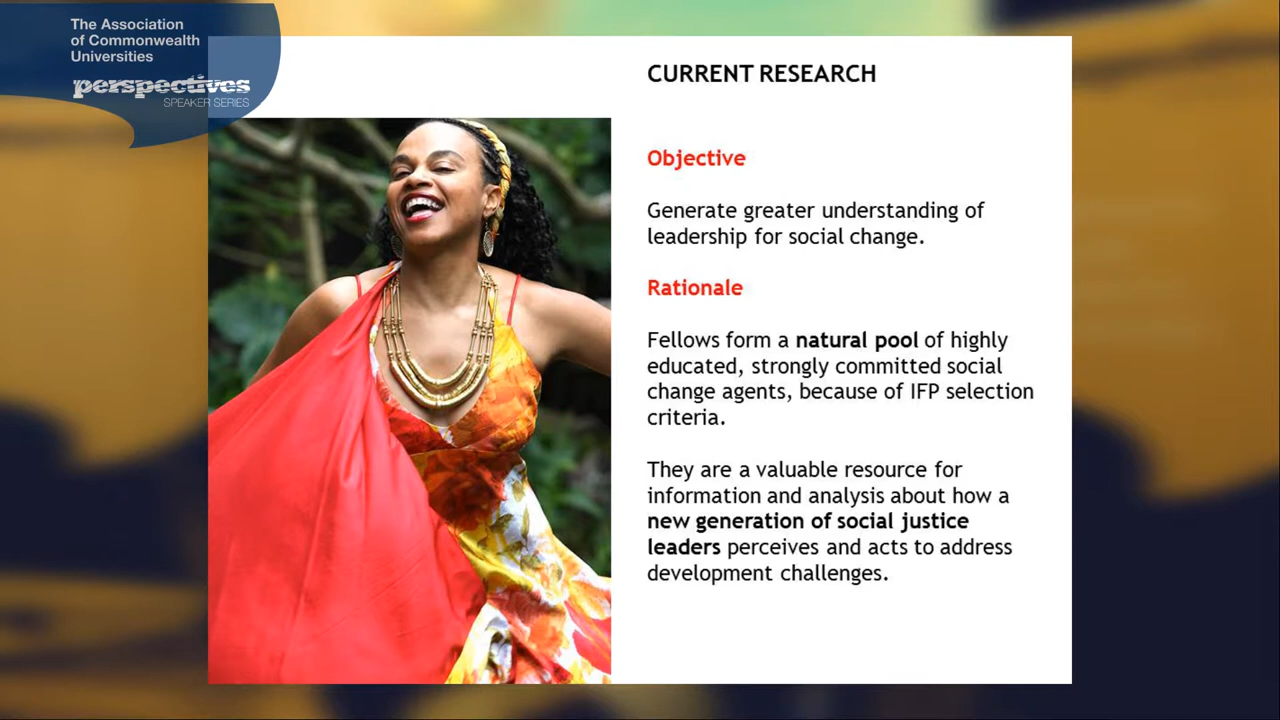 The Association
of Commonwealth
Universities
perspectives
SPEAKER SERIES
CURRENT RESEARCH
Objective
Generate greater understanding of
leadership for social change.
Rationale
Fellows form a natural pool of highly
educated, strongly committed social
change agents, because of IFP selection
criteria.
They are a valuable resource for
information and analysis about how a
new generation of social justice
leaders perceives and acts to address
development challenges.